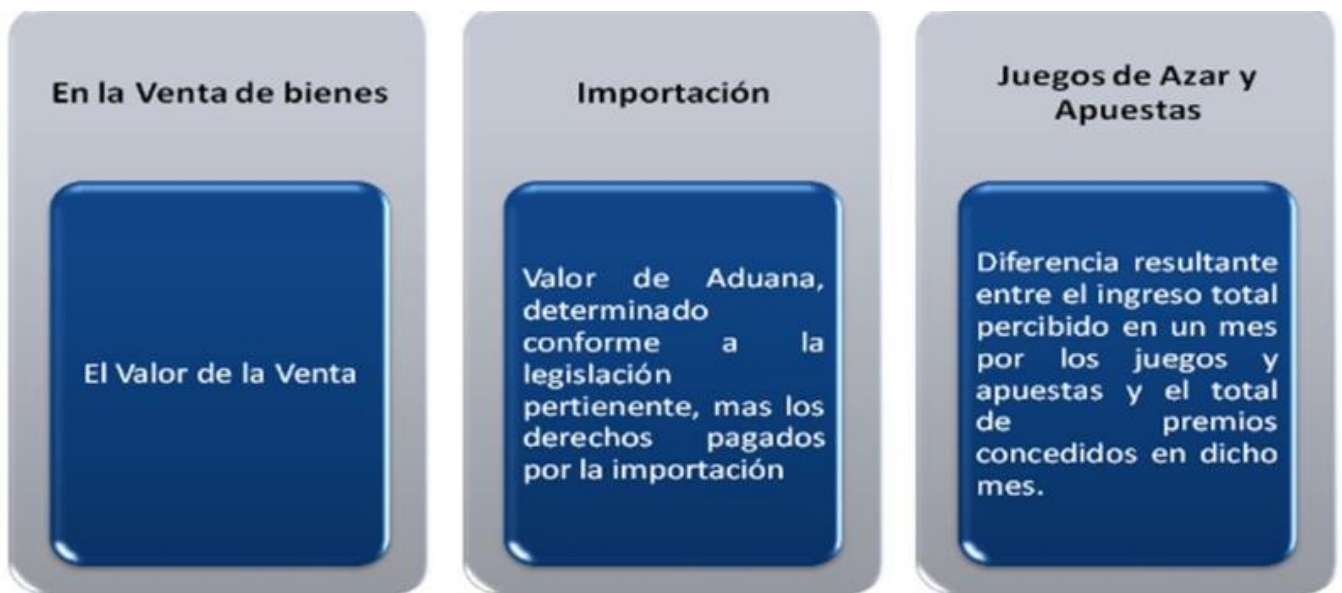 En la Venta de bienes
El Valor de la Venta
Importación
Valor de Aduana,
determinado
conforme a la
legislación
pertienente, mas los
derechos pagados
por la importación
Juegos de Azar y
Apuestas
Diferencia resultante
entre el ingreso total
percibido en un mes
por los juegos y
apuestas y el total
de premios
concedidos en dicho
mes.